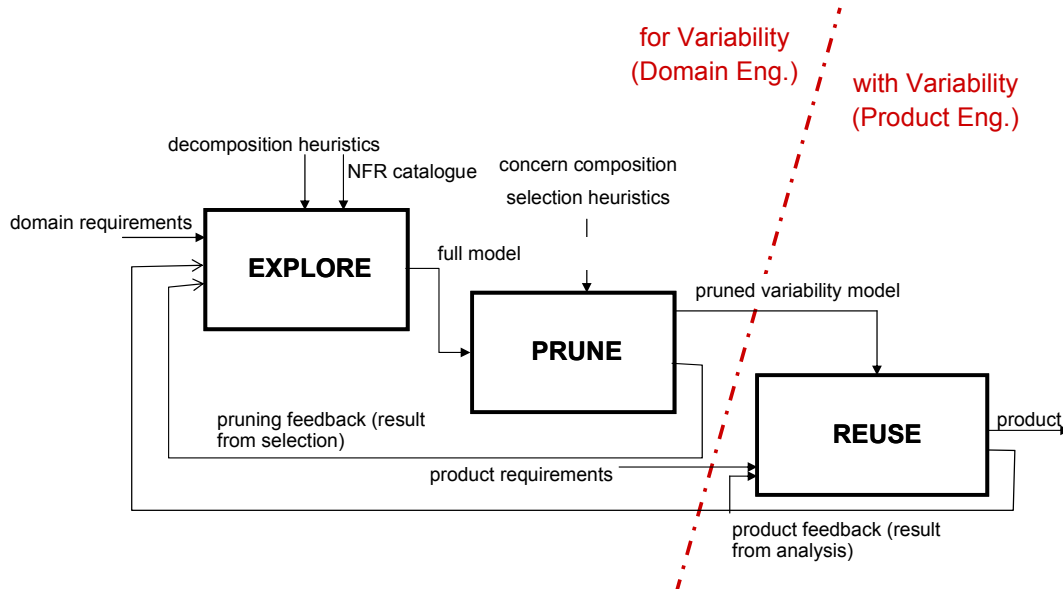 for Variability
(Domain Eng.)
with Variability
(Product Eng.)
decomposition heuristics
NFR catalogue
concern composition
selection heuristics
domain requirements
EXPLORE
full model
pruned variability model
PRUNE
pruning feedback (result
from selection)
REUSE
product
product requirements
product feedback (result
from analysis)